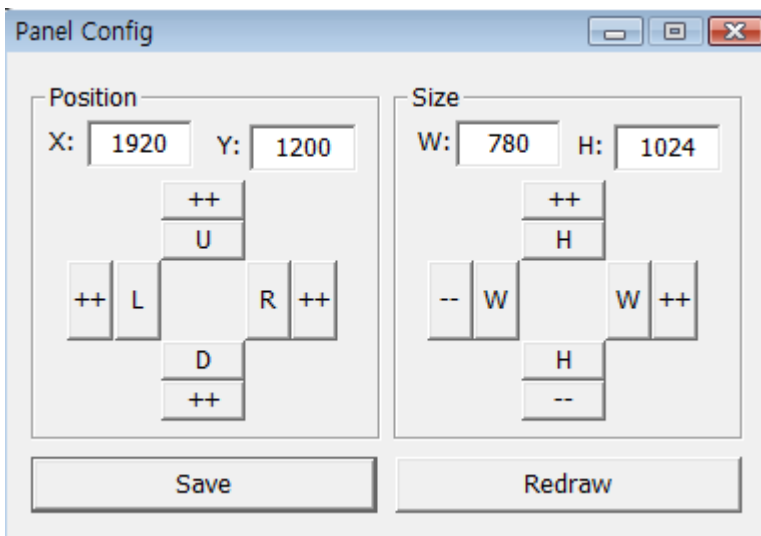 Panel Config
Position
X: 1920 Y: 1200
++
U
++ L R ++
D
++
Size
W: 780 H: 1024
++
H
-- W W ++
H
--
Save Redraw